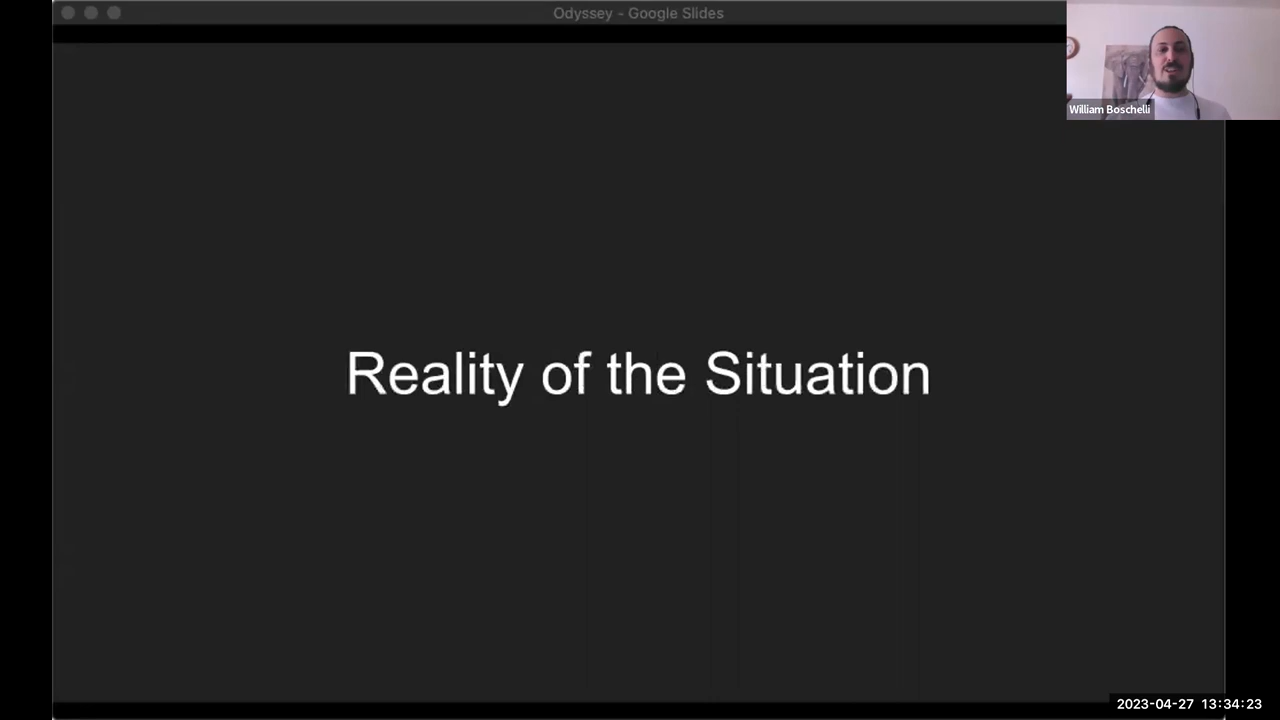 Odyssey - Google Slides
William Boschelli
Reality of the Situation
2023-04-27 13:34:23